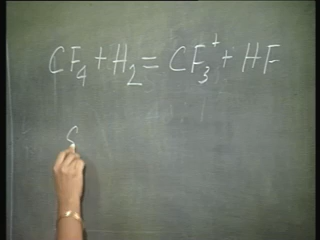 CF₄ + H₂ = CF₃⁺ + HF